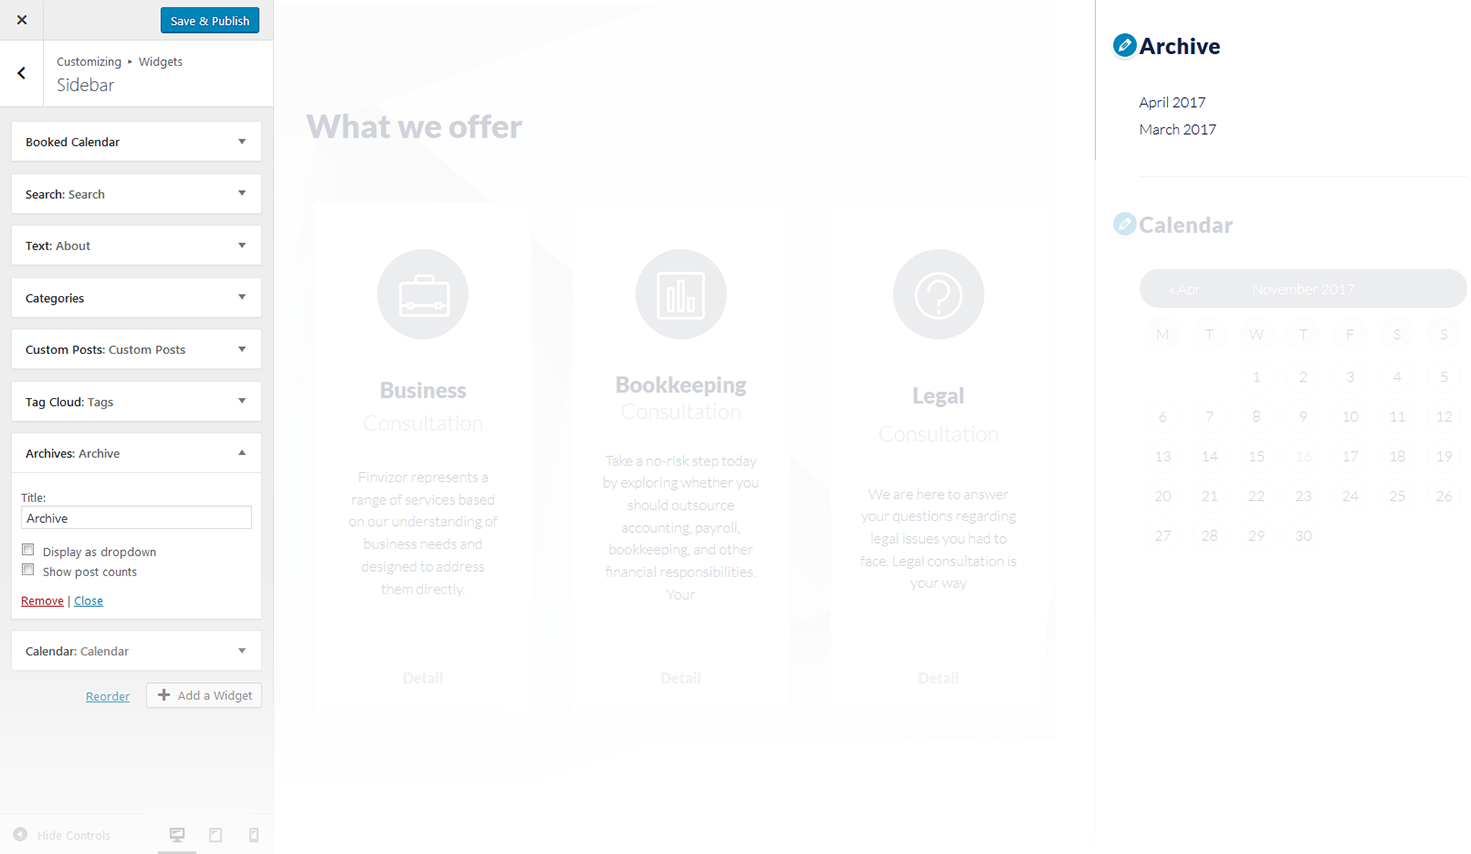 Save & Publish
Customizing ▸ Widgets
Sidebar
Booked Calendar
Search: Search
Text: About
Categories
Custom Posts: Custom Posts
Tag Cloud: Tags
Archives: Archive
Title:
Archive
Display as dropdown
Show post counts
Remove | Close
Calendar: Calendar
Reorder
Add a Widget
Hide Controls
What we offer
Business
Consultation
Finvizor represents a
range of services based
on our understanding of
business needs and
designed to address
them directly.
Detail
Bookkeeping
Consultation
Take a no-risk step today
by exploring whether you
should outsource
accounting, payroll,
bookkeeping, and other
financial responsibilities.
Your
Detail
Legal
Consultation
We are here to answer
your questions regarding
legal issues you had to
face. Legal consultation is
your way
Detail
Archive
April 2017
March 2017
Calendar
« Apr November 2017
M T W T F S S
1 2 3 4 5
6 7 8 9 10 11 12
13 14 15 16 17 18 19
20 21 22 23 24 25 26
27 28 29 30